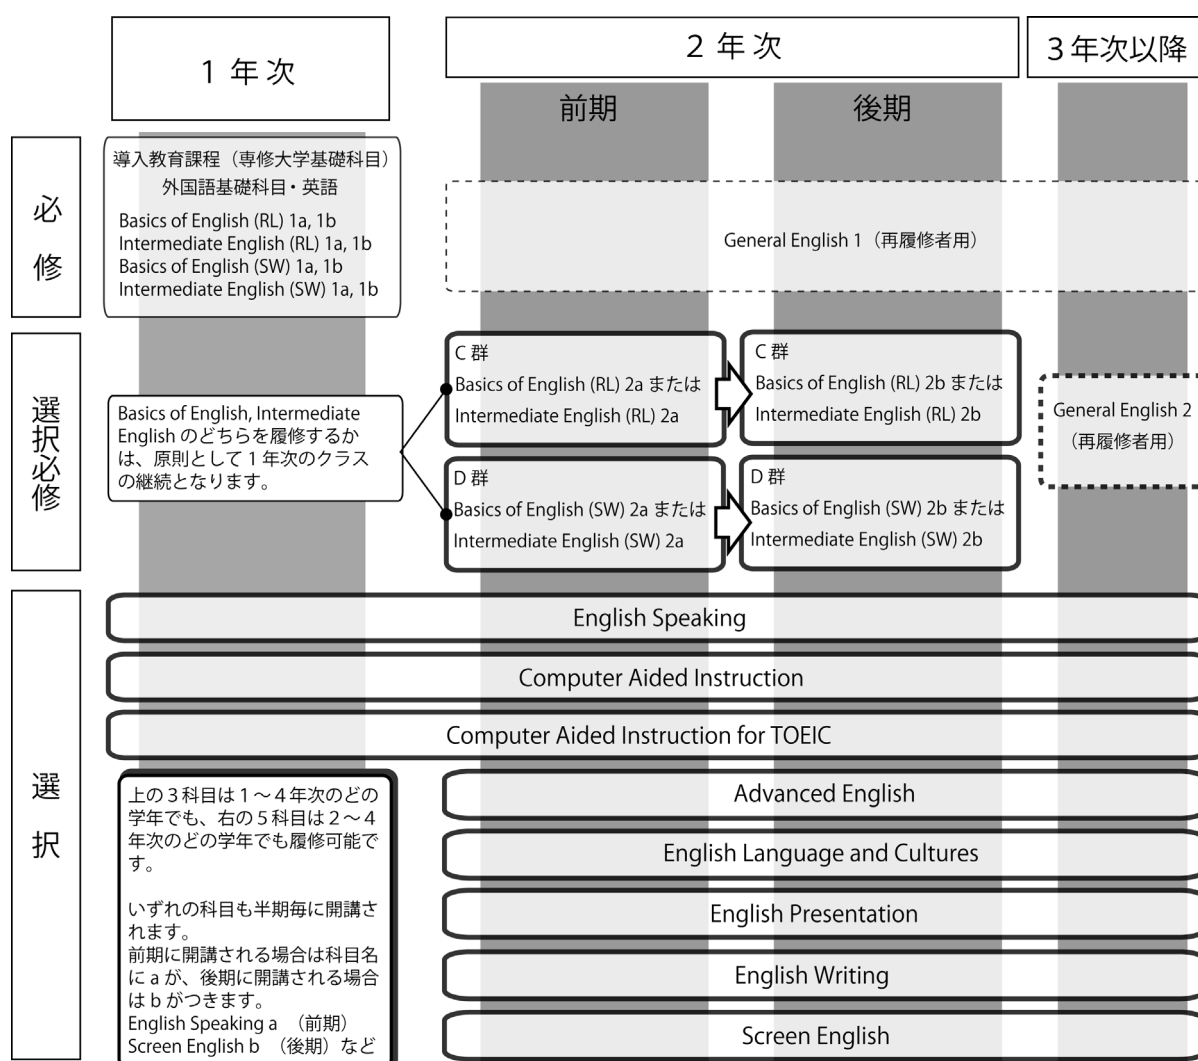 1 年 次
2 年 次
3年次以降
前期
後期
必修
導入教育課程（専修大学基礎科目）
外国語基礎科目・英語
Basics of English (RL) 1a, 1b
Intermediate English (RL) 1a, 1b
Basics of English (SW) 1a, 1b
Intermediate English (SW) 1a, 1b
General English 1（再履修者用）
選択必修
Basics of English, Intermediate
English のどちらを履修するか
は、原則として 1 年次のクラス
の継続となります。
C 群
Basics of English (RL) 2a または
Intermediate English (RL) 2a
C 群
Basics of English (RL) 2b または
Intermediate English (RL) 2b
D 群
Basics of English (SW) 2a または
Intermediate English (SW) 2a
D 群
Basics of English (SW) 2b または
Intermediate English (SW) 2b
General English 2
（再履修者用）
選択
English Speaking
Computer Aided Instruction
Computer Aided Instruction for TOEIC
上の 3 科目は 1～4 年次のどの
学年でも、右の 5 科目は 2～4
年次のどの学年でも履修可能で
す。
いずれの科目も半期毎に開講さ
れます。
前期に開講される場合は科目名
に a が、後期に開講される場合
は b がつきます。
English Speaking a （前期）
Screen English b （後期）など
Advanced English
English Language and Cultures
English Presentation
English Writing
Screen English